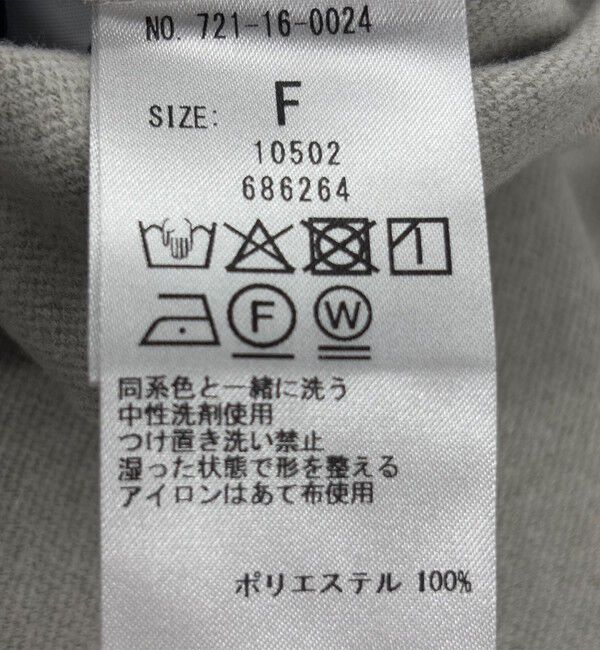 NO. 721-16-0024
SIZE: F
10502
686264
F W
同系色と一緒に洗う
中性洗剤使用
つけ置き洗い禁止
湿った状態で形を整える
アイロンはあて布使用
ポリエステル 100%